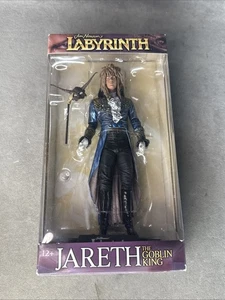 Jim Henson's
LABYRINTH
12+
JARETH
THE
GOBLIN
KING